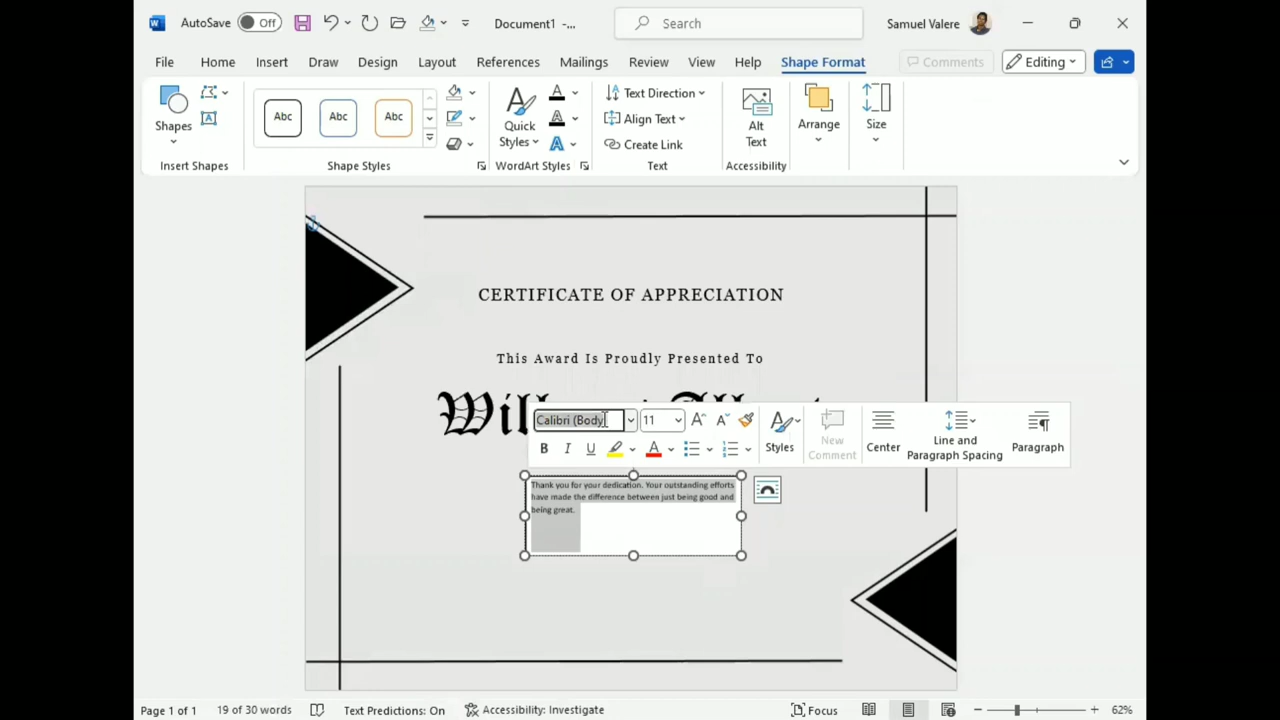 AutoSave Off Document1 -... Search Samuel Valere
File Home Insert Draw Design Layout References Mailings Review View Help Shape Format Comments Editing
Shapes
Insert Shapes
Abc Abc Abc
Shape Styles
Quick
Styles
WordArt Styles
Text Direction
Align Text
Create Link
Text
Alt
Text
Accessibility
Arrange
Size
CERTIFICATE OF APPRECIATION
This Award Is Proudly Presented To
Calibri (Body 11
Styles
New
Comment
Center
Line and
Paragraph Spacing
Paragraph
Thank you for your dedication. Your outstanding efforts
have made the difference between just being good and
being great.
Page 1 of 1 19 of 30 words Text Predictions: On Accessibility: Investigate Focus 62%